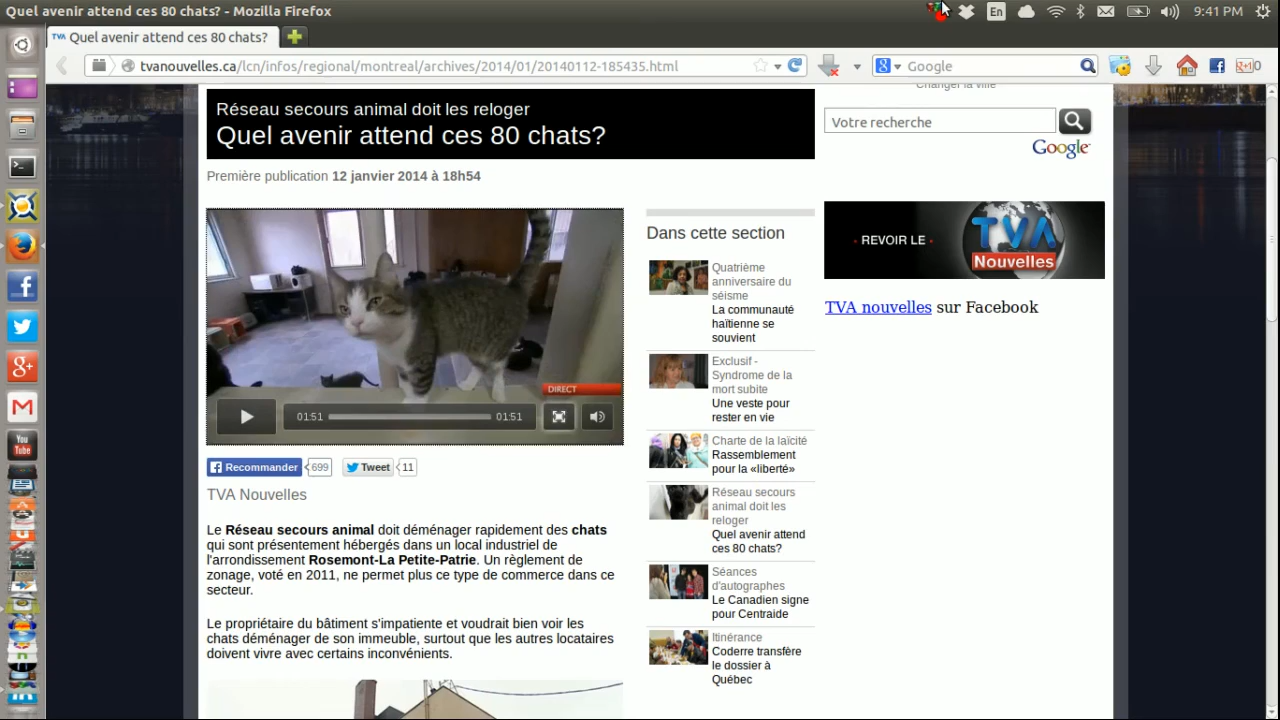 Quel avenir attend ces 80 chats? - Mozilla Firefox
En
9:41 PM
TVA Quel avenir attend ces 80 chats?
tvanouvelles.ca/lcn/infos/regional/montreal/archives/2014/01/20140112-185435.html
Google
0
Réseau secours animal doit les reloger
Quel avenir attend ces 80 chats?
Première publication 12 janvier 2014 à 18h54
DIRECT
01:51
01:51
Recommander 699
Tweet 11
TVA Nouvelles
Le Réseau secours animal doit déménager rapidement des chats
qui sont présentement hébergés dans un local industriel de
l'arrondissement Rosemont-La Petite-Patrie. Un règlement de
zonage, voté en 2011, ne permet plus ce type de commerce dans ce
secteur.
Le propriétaire du bâtiment s'impatiente et voudrait bien voir les
chats déménager de son immeuble, surtout que les autres locataires
doivent vivre avec certains inconvénients.
Dans cette section
Quatrième
anniversaire du
séisme
La communauté
haïtienne se
souvient
Exclusif -
Syndrome de la
mort subite
Une veste pour
rester en vie
Charte de la laïcité
Rassemblement
pour la «liberté»
Réseau secours
animal doit les
reloger
Quel avenir attend
ces 80 chats?
Séances
d'autographes
Le Canadien signe
pour Centraide
Itinérance
Coderre transfère
le dossier à
Québec
Changer la ville
Votre recherche
Google
REVOIR LE
TVA
Nouvelles
TVA nouvelles sur Facebook
You
Tube